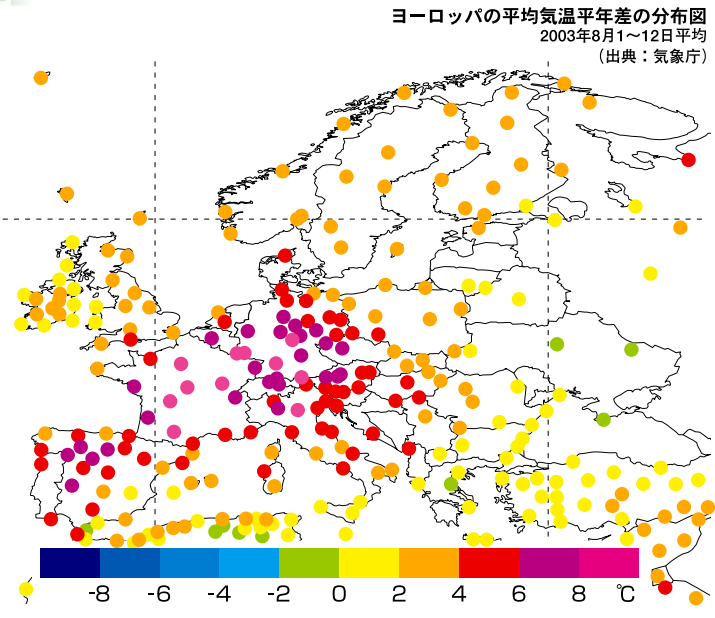 ヨーロッパの平均気温平年差の分布図
2003年8月1〜12日平均
（出典：気象庁）
-8 -6 -4 -2 0 2 4 6 8 ℃